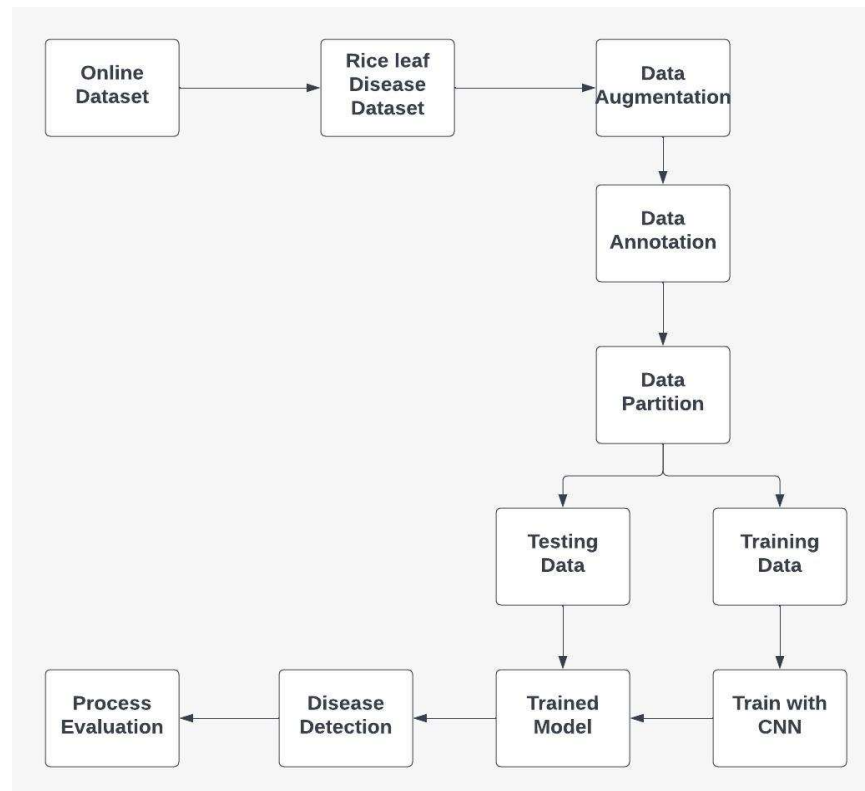 Online
Dataset
Rice leaf
Disease
Dataset
Data
Augmentation
Data
Annotation
Data
Partition
Testing
Data
Training
Data
Process
Evaluation
Disease
Detection
Trained
Model
Train with
CNN